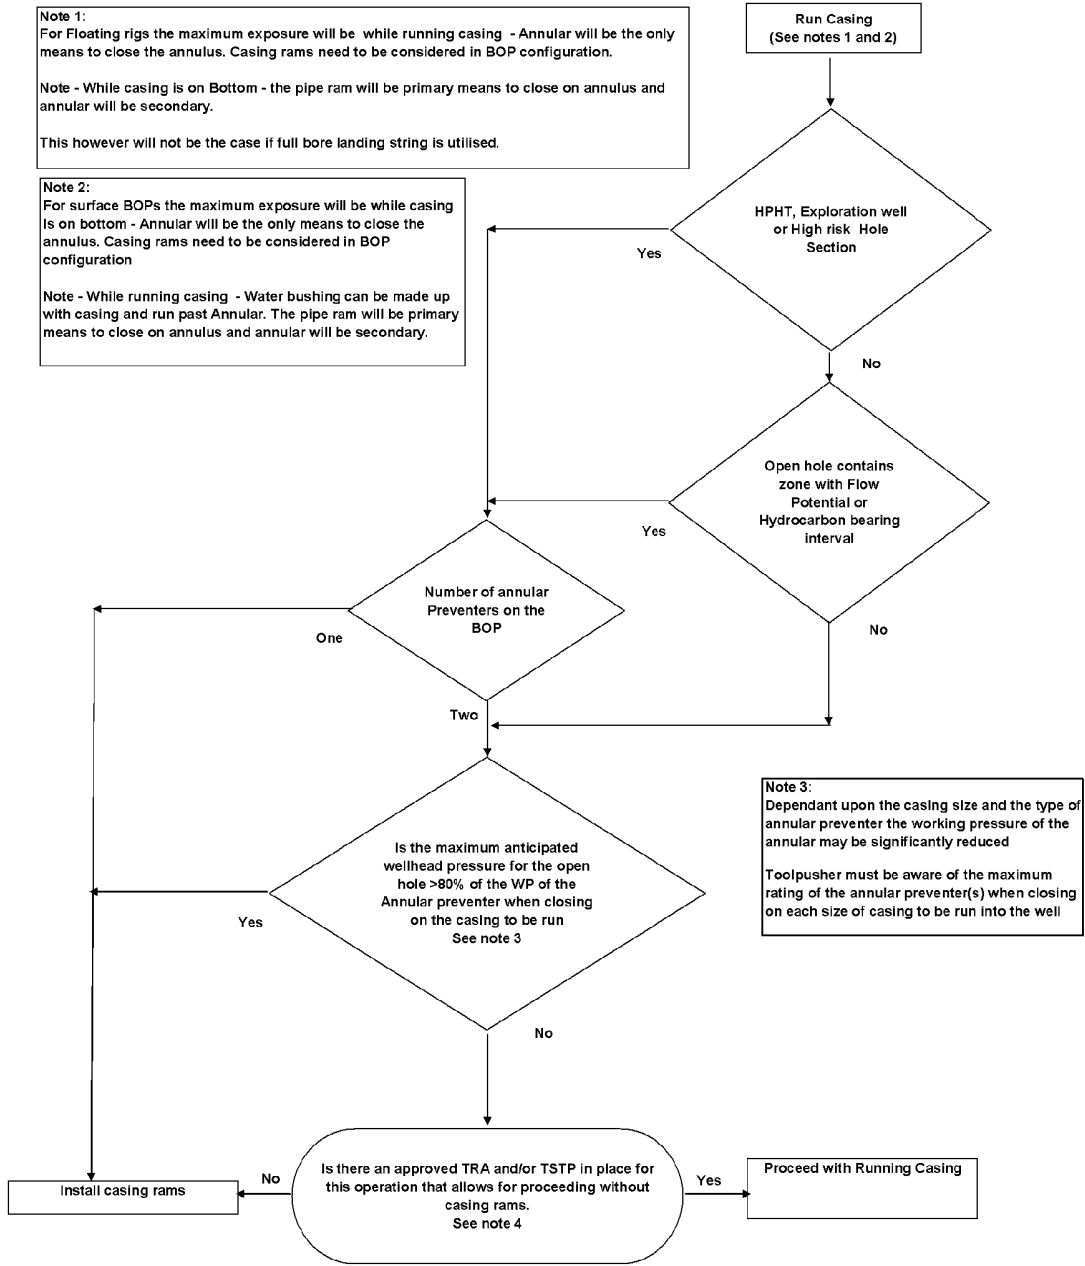 Note 1:
For Floating rigs the maximum exposure will be while running casing - Annular will be the only
means to close the annulus. Casing rams need to be considered in BOP configuration.
Note - While casing is on Bottom - the pipe ram will be primary means to close on annulus and
annular will be secondary.
This however will not be the case if full bore landing string is utilised.
Run Casing
(See notes 1 and 2)
Note 2:
For surface BOPs the maximum exposure will be while casing
is on bottom - Annular will be the only means to close the
annulus. Casing rams need to be considered in BOP
configuration
Note - While running casing - Water bushing can be made up
with casing and run past Annular. The pipe ram will be primary
means to close on annulus and annular will be secondary.
HPHT, Exploration well
or High risk Hole
Section
Yes
No
Open hole contains
zone with Flow
Potential or
Hydrocarbon bearing
interval
Yes
No
Number of annular
Preventers on the
BOP
One
Two
Note 3:
Dependant upon the casing size and the type of
annular preventer the working pressure of the
annular may be significantly reduced
Toolpusher must be aware of the maximum
rating of the annular preventer(s) when closing
on each size of casing to be run into the well
Is the maximum anticipated
wellhead pressure for the open
hole >80% of the WP of the
Annular preventer when closing
on the casing to be run
See note 3
Yes
No
Is there an approved TRA and/or TSTP in place for
this operation that allows for proceeding without
casing rams.
See note 4
No
Yes
Install casing rams
Proceed with Running Casing